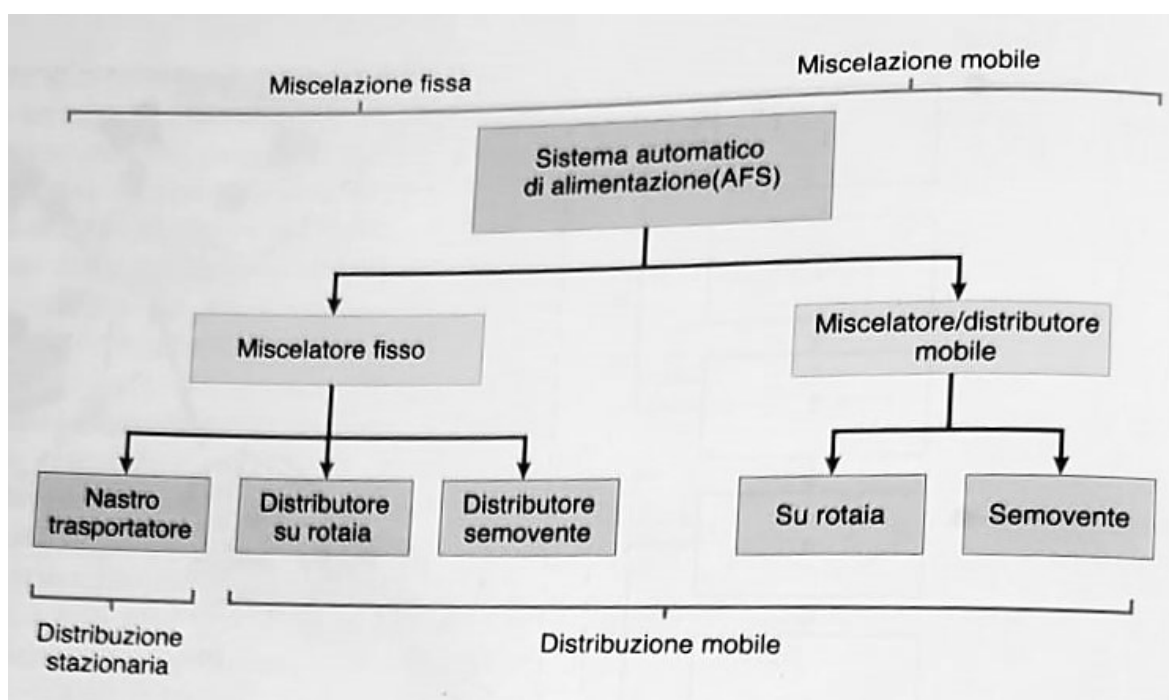 Miscelazione fissa
Miscelazione mobile
Sistema automatico
di alimentazione(AFS)
Miscelatore fisso
Miscelatore/distributore
mobile
Nastro
trasportatore
Distributore
su rotaia
Distributore
semovente
Su rotaia
Semovente
Distribuzione
stazionaria
Distribuzione mobile